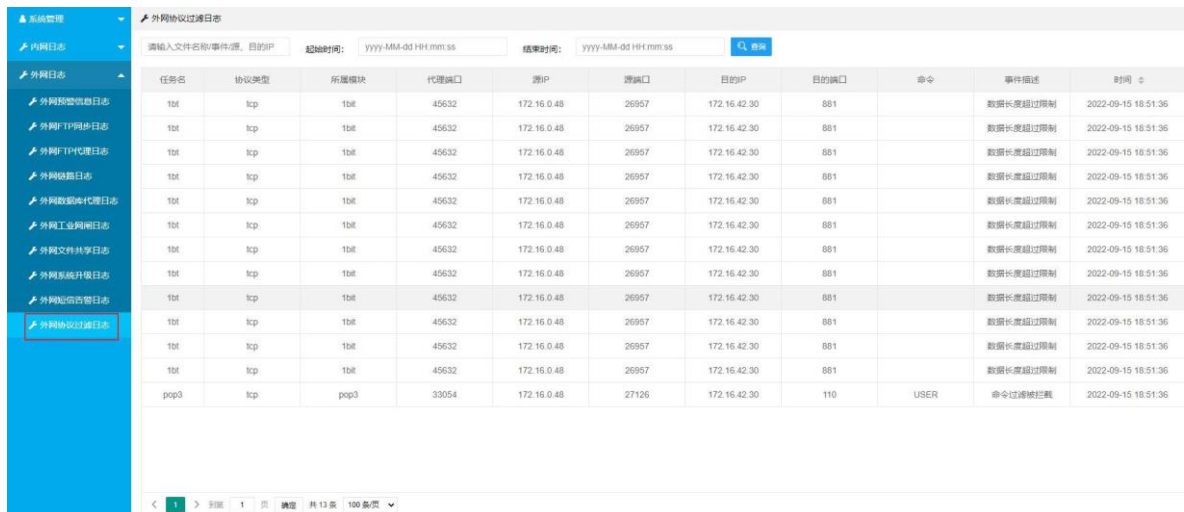 系统管理
内网日志
外网日志
外网预警信息日志
外网FTP同步日志
外网FTP代理日志
外网链路日志
外网数据库代理日志
外网工业网闸日志
外网文件共享日志
外网系统升级日志
外网短信告警日志
外网协议过滤日志
外网协议过滤日志
请输入文件名称/事件/源、目的IP 起始时间： yyyy-MM-dd HH:mm:ss 结束时间： yyyy-MM-dd HH:mm:ss 查询
任务名 协议类型 所属模块 代理端口 源IP 源端口 目的IP 目的端口 命令 事件描述 时间
1bt tcp 1bit 45632 172.16.0.48 26957 172.16.42.30 881 数据长度超过限制 2022-09-15 18:51:36
1bt tcp 1bit 45632 172.16.0.48 26957 172.16.42.30 881 数据长度超过限制 2022-09-15 18:51:36
1bt tcp 1bit 45632 172.16.0.48 26957 172.16.42.30 881 数据长度超过限制 2022-09-15 18:51:36
1bt tcp 1bit 45632 172.16.0.48 26957 172.16.42.30 881 数据长度超过限制 2022-09-15 18:51:36
1bt tcp 1bit 45632 172.16.0.48 26957 172.16.42.30 881 数据长度超过限制 2022-09-15 18:51:36
1bt tcp 1bit 45632 172.16.0.48 26957 172.16.42.30 881 数据长度超过限制 2022-09-15 18:51:36
1bt tcp 1bit 45632 172.16.0.48 26957 172.16.42.30 881 数据长度超过限制 2022-09-15 18:51:36
1bt tcp 1bit 45632 172.16.0.48 26957 172.16.42.30 881 数据长度超过限制 2022-09-15 18:51:36
1bt tcp 1bit 45632 172.16.0.48 26957 172.16.42.30 881 数据长度超过限制 2022-09-15 18:51:36
1bt tcp 1bit 45632 172.16.0.48 26957 172.16.42.30 881 数据长度超过限制 2022-09-15 18:51:36
1bt tcp 1bit 45632 172.16.0.48 26957 172.16.42.30 881 数据长度超过限制 2022-09-15 18:51:36
1bt tcp 1bit 45632 172.16.0.48 26957 172.16.42.30 881 数据长度超过限制 2022-09-15 18:51:36
pop3 tcp pop3 33054 172.16.0.48 27126 172.16.42.30 110 USER 命令过滤被拦截 2022-09-15 18:51:36
1 到第 1 页 确定 共 13 条 100 条/页